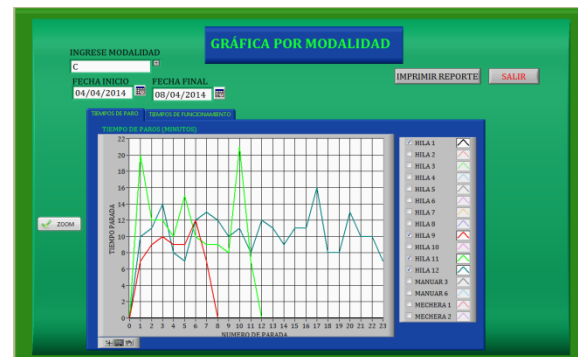 GRÁFICA POR MODALIDAD
INGRESE MODALIDAD
C
FECHA INICIO FECHA FINAL
04/04/2014 08/04/2014
IMPRIMIR REPORTE SALIR
TIEMPOS DE PARO TIEMPOS DE FUNCIONAMIENTO
TIEMPO DE PAROS (MINUTOS)
ZOOM
TIEMPO PARADA
22
20
18
16
14
12
10
8
6
4
2
0
0 1 2 3 4 5 6 7 8 9 10 11 12 13 14 15 16 17 18 19 20 21 22 23
NUMERO DE PARADA
HILA 1
HILA 2
HILA 3
HILA 4
HILA 5
HILA 6
HILA 7
HILA 8
HILA 9
HILA 10
HILA 11
HILA 12
MANUAR 3
MANUAR 6
MECHERA 1
MECHERA 2